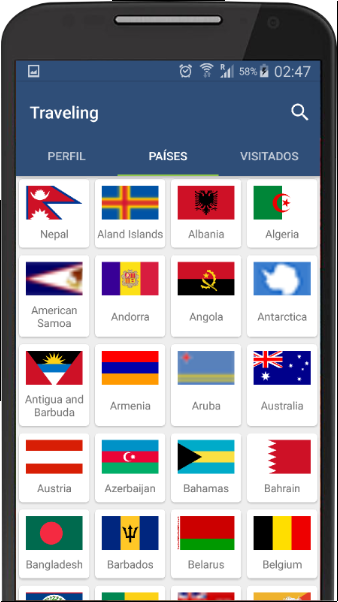 R 58% 02:47
Traveling
PERFIL PAÍSES VISITADOS
Nepal Aland Islands Albania Algeria
American Samoa Andorra Angola Antarctica
Antigua and Barbuda Armenia Aruba Australia
Austria Azerbaijan Bahamas Bahrain
Bangladesh Barbados Belarus Belgium